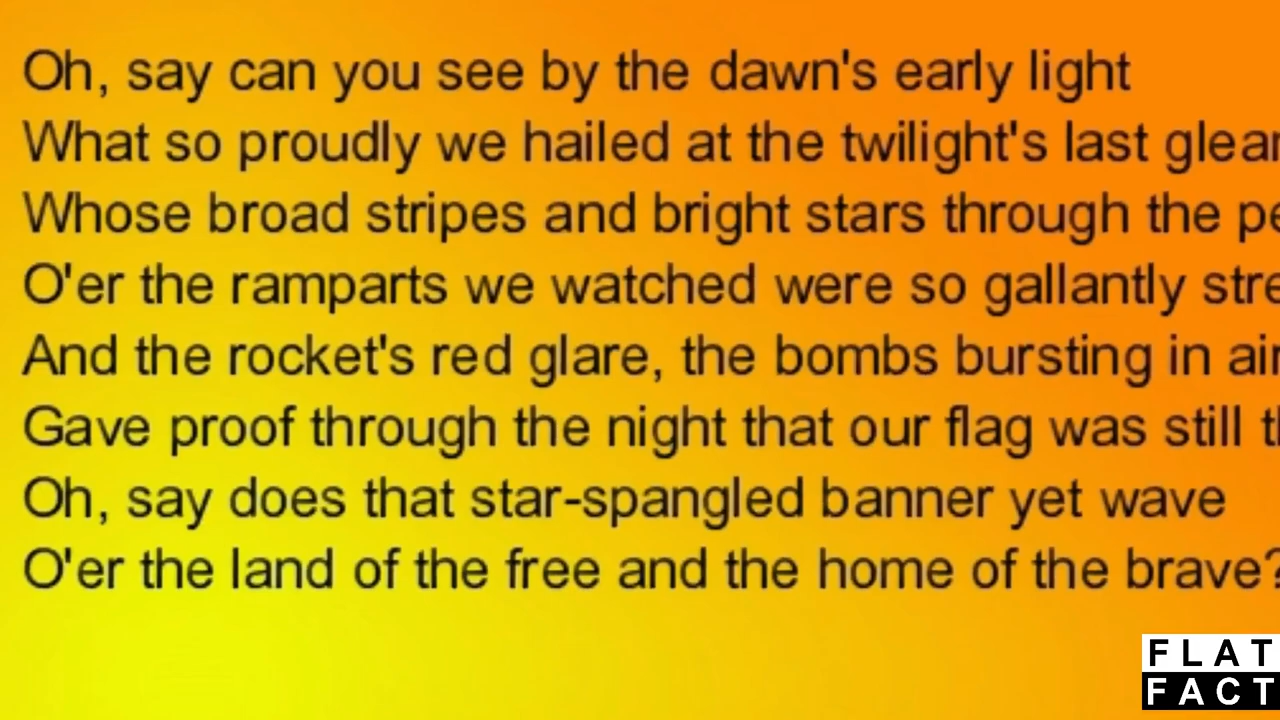 Oh, say can you see by the dawn's early light
What so proudly we hailed at the twilight's last
Whose broad stripes and bright stars through the
O'er the ramparts we watched were so gallantly
And the rocket's red glare, the bombs bursting in air
Gave proof through the night that our flag was still
Oh, say does that star-spangled banner yet wave
O'er the land of the free and the home of the brave?
FLAT
FACT